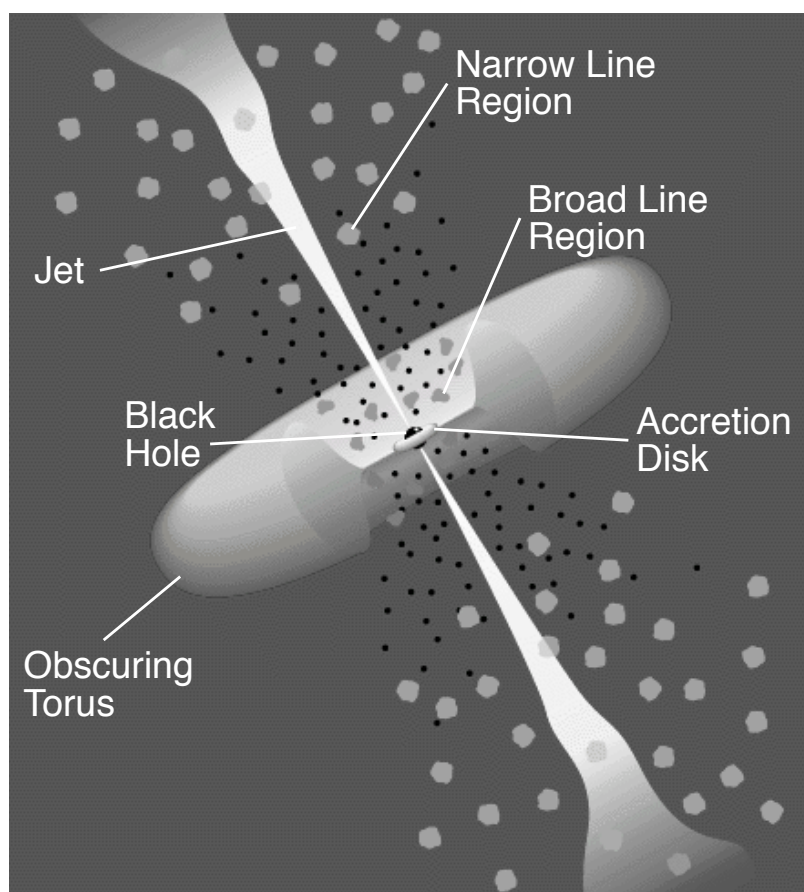 Narrow Line
Region
Broad Line
Region
Jet
Black
Hole
Accretion
Disk
Obscuring
Torus